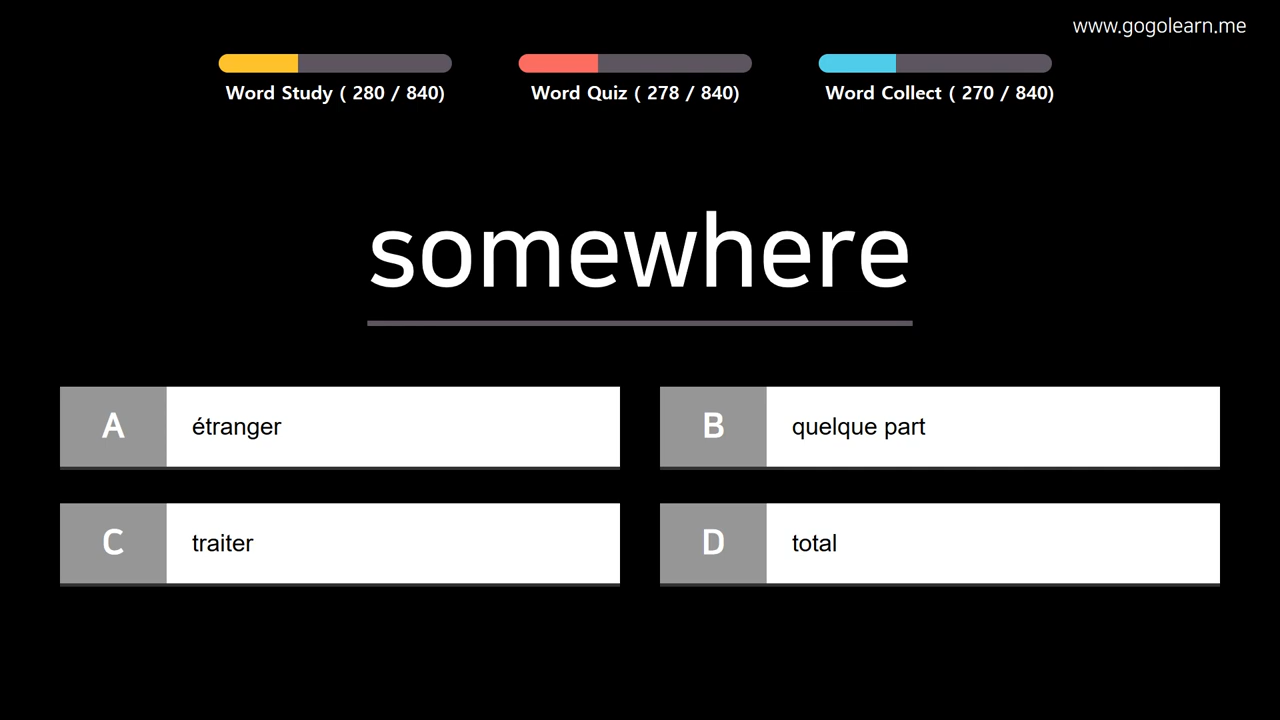 www.gogolearn.me
Word Study ( 280 / 840)
Word Quiz ( 278 / 840)
Word Collect ( 270 / 840)
somewhere
A étranger
B quelque part
C traiter
D total